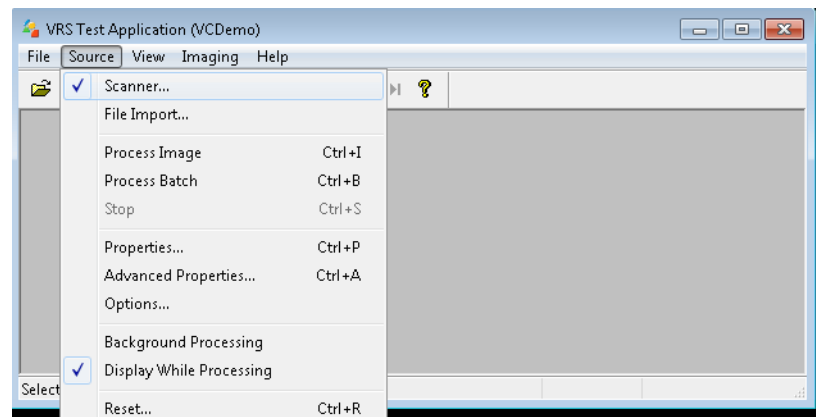 VRS Test Application (VCDemo)
File Source View Imaging Help
Scanner...
File Import...
Process Image Ctrl+I
Process Batch Ctrl+B
Stop Ctrl+S
Properties... Ctrl+P
Advanced Properties... Ctrl+A
Options...
Background Processing
Display While Processing
Select
Reset... Ctrl+R